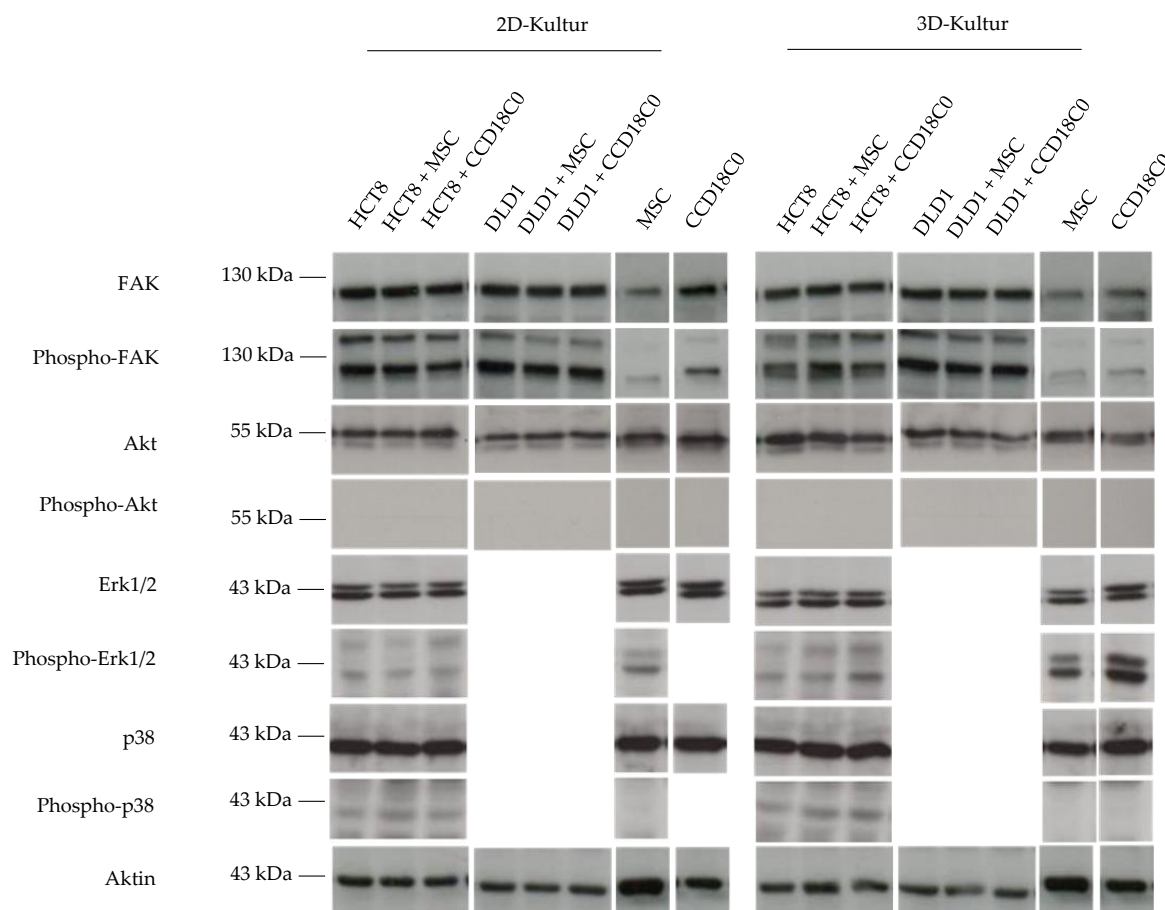 2D-Kultur
3D-Kultur
HCT8
HCT8 + MSC
HCT8 + CCD18C0
DLD1
DLD1 + MSC
DLD1 + CCD18C0
MSC
CCD18C0
HCT8
HCT8 + MSC
HCT8 + CCD18C0
DLD1
DLD1 + MSC
DLD1 + CCD18C0
MSC
CCD18C0
FAK 130 kDa
Phospho-FAK 130 kDa
Akt 55 kDa
Phospho-Akt 55 kDa
Erk1/2 43 kDa
Phospho-Erk1/2 43 kDa
p38 43 kDa
Phospho-p38 43 kDa
Aktin 43 kDa